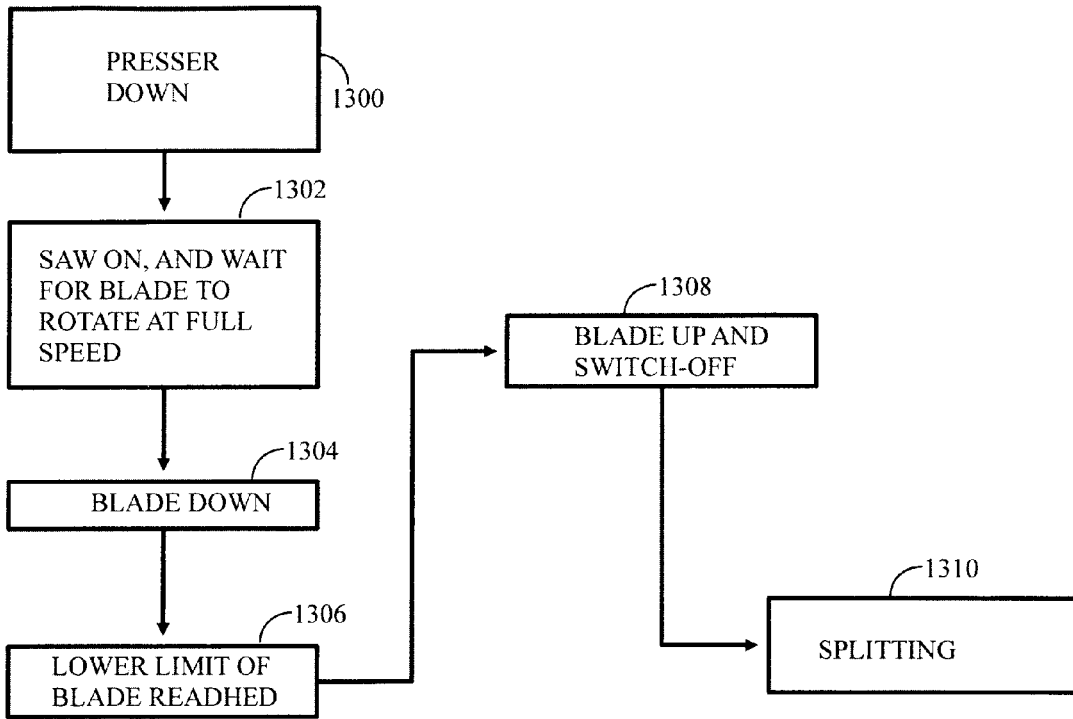 PRESSER
DOWN
1300
1302
SAW ON, AND WAIT
FOR BLADE TO
ROTATE AT FULL
SPEED
1304
BLADE DOWN
1306
LOWER LIMIT OF
BLADE READHED
1308
BLADE UP AND
SWITCH-OFF
1310
SPLITTING